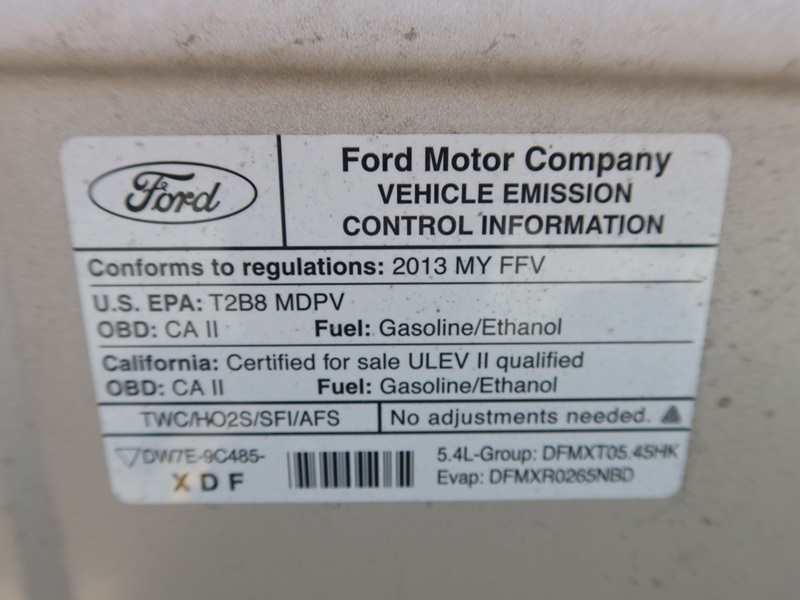 Ford
Ford Motor Company
VEHICLE EMISSION
CONTROL INFORMATION
Conforms to regulations: 2013 MY FFV
U.S. EPA: T2B8 MDPV
OBD: CA II Fuel: Gasoline/Ethanol
California: Certified for sale ULEV II qualified
OBD: CA II Fuel: Gasoline/Ethanol
TWC/HO2S/SFI/AFS No adjustments needed.
DW7E-9C485- 5.4L-Group: DFMXT05.45HK
XDF Evap: DFMXR0265NBD